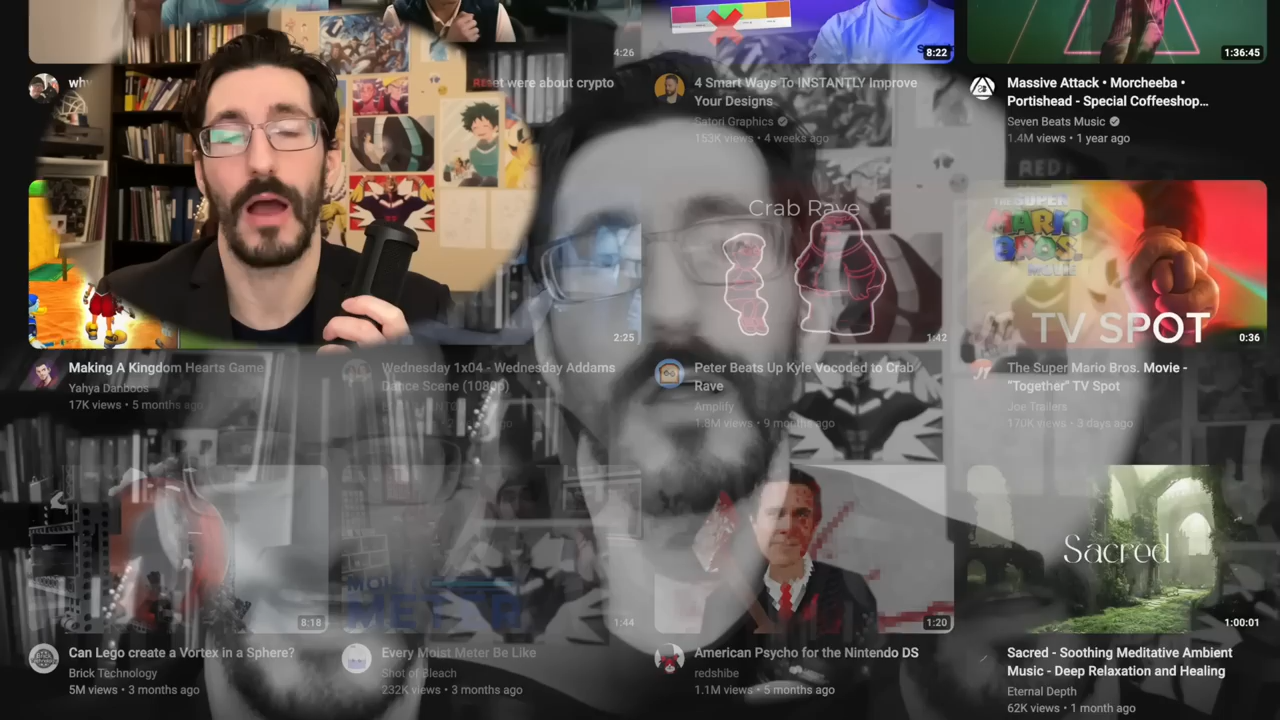 4:26
8:22
1:36:45
why
REset were about crypto
4 Smart Ways To INSTANTLY Improve
Your Designs
Satori Graphics
153K views • 4 weeks ago
Massive Attack • Morcheeba •
Portishead - Special Coffeeshop...
Seven Beats Music
1.4M views • 1 year ago
Crab Rave
THE SUPER
MARIO
BROS.
MOVIE
TV SPOT
2:25
1:42
0:36
Making A Kingdom Hearts Game
Yahya Danboos
17K views • 5 months ago
Wednesday 1x04 - Wednesday Addams
Dance Scene (1080p)
Peter Beats Up Kyle Vocoded to Crab
Rave
Amplify
1.8M views • 9 months ago
The Super Mario Bros. Movie -
"Together" TV Spot
Joe Trailers
170K views • 3 days ago
MOIST
METER
Sacred
8:18
1:44
1:20
1:00:01
Can Lego create a Vortex in a Sphere?
Brick Technology
5M views • 3 months ago
Every Moist Meter Be Like
Shot of Bleach
232K views • 3 months ago
American Psycho for the Nintendo DS
redshibe
1.1M views • 5 months ago
Sacred - Soothing Meditative Ambient
Music - Deep Relaxation and Healing
Eternal Depth
62K views • 1 month ago